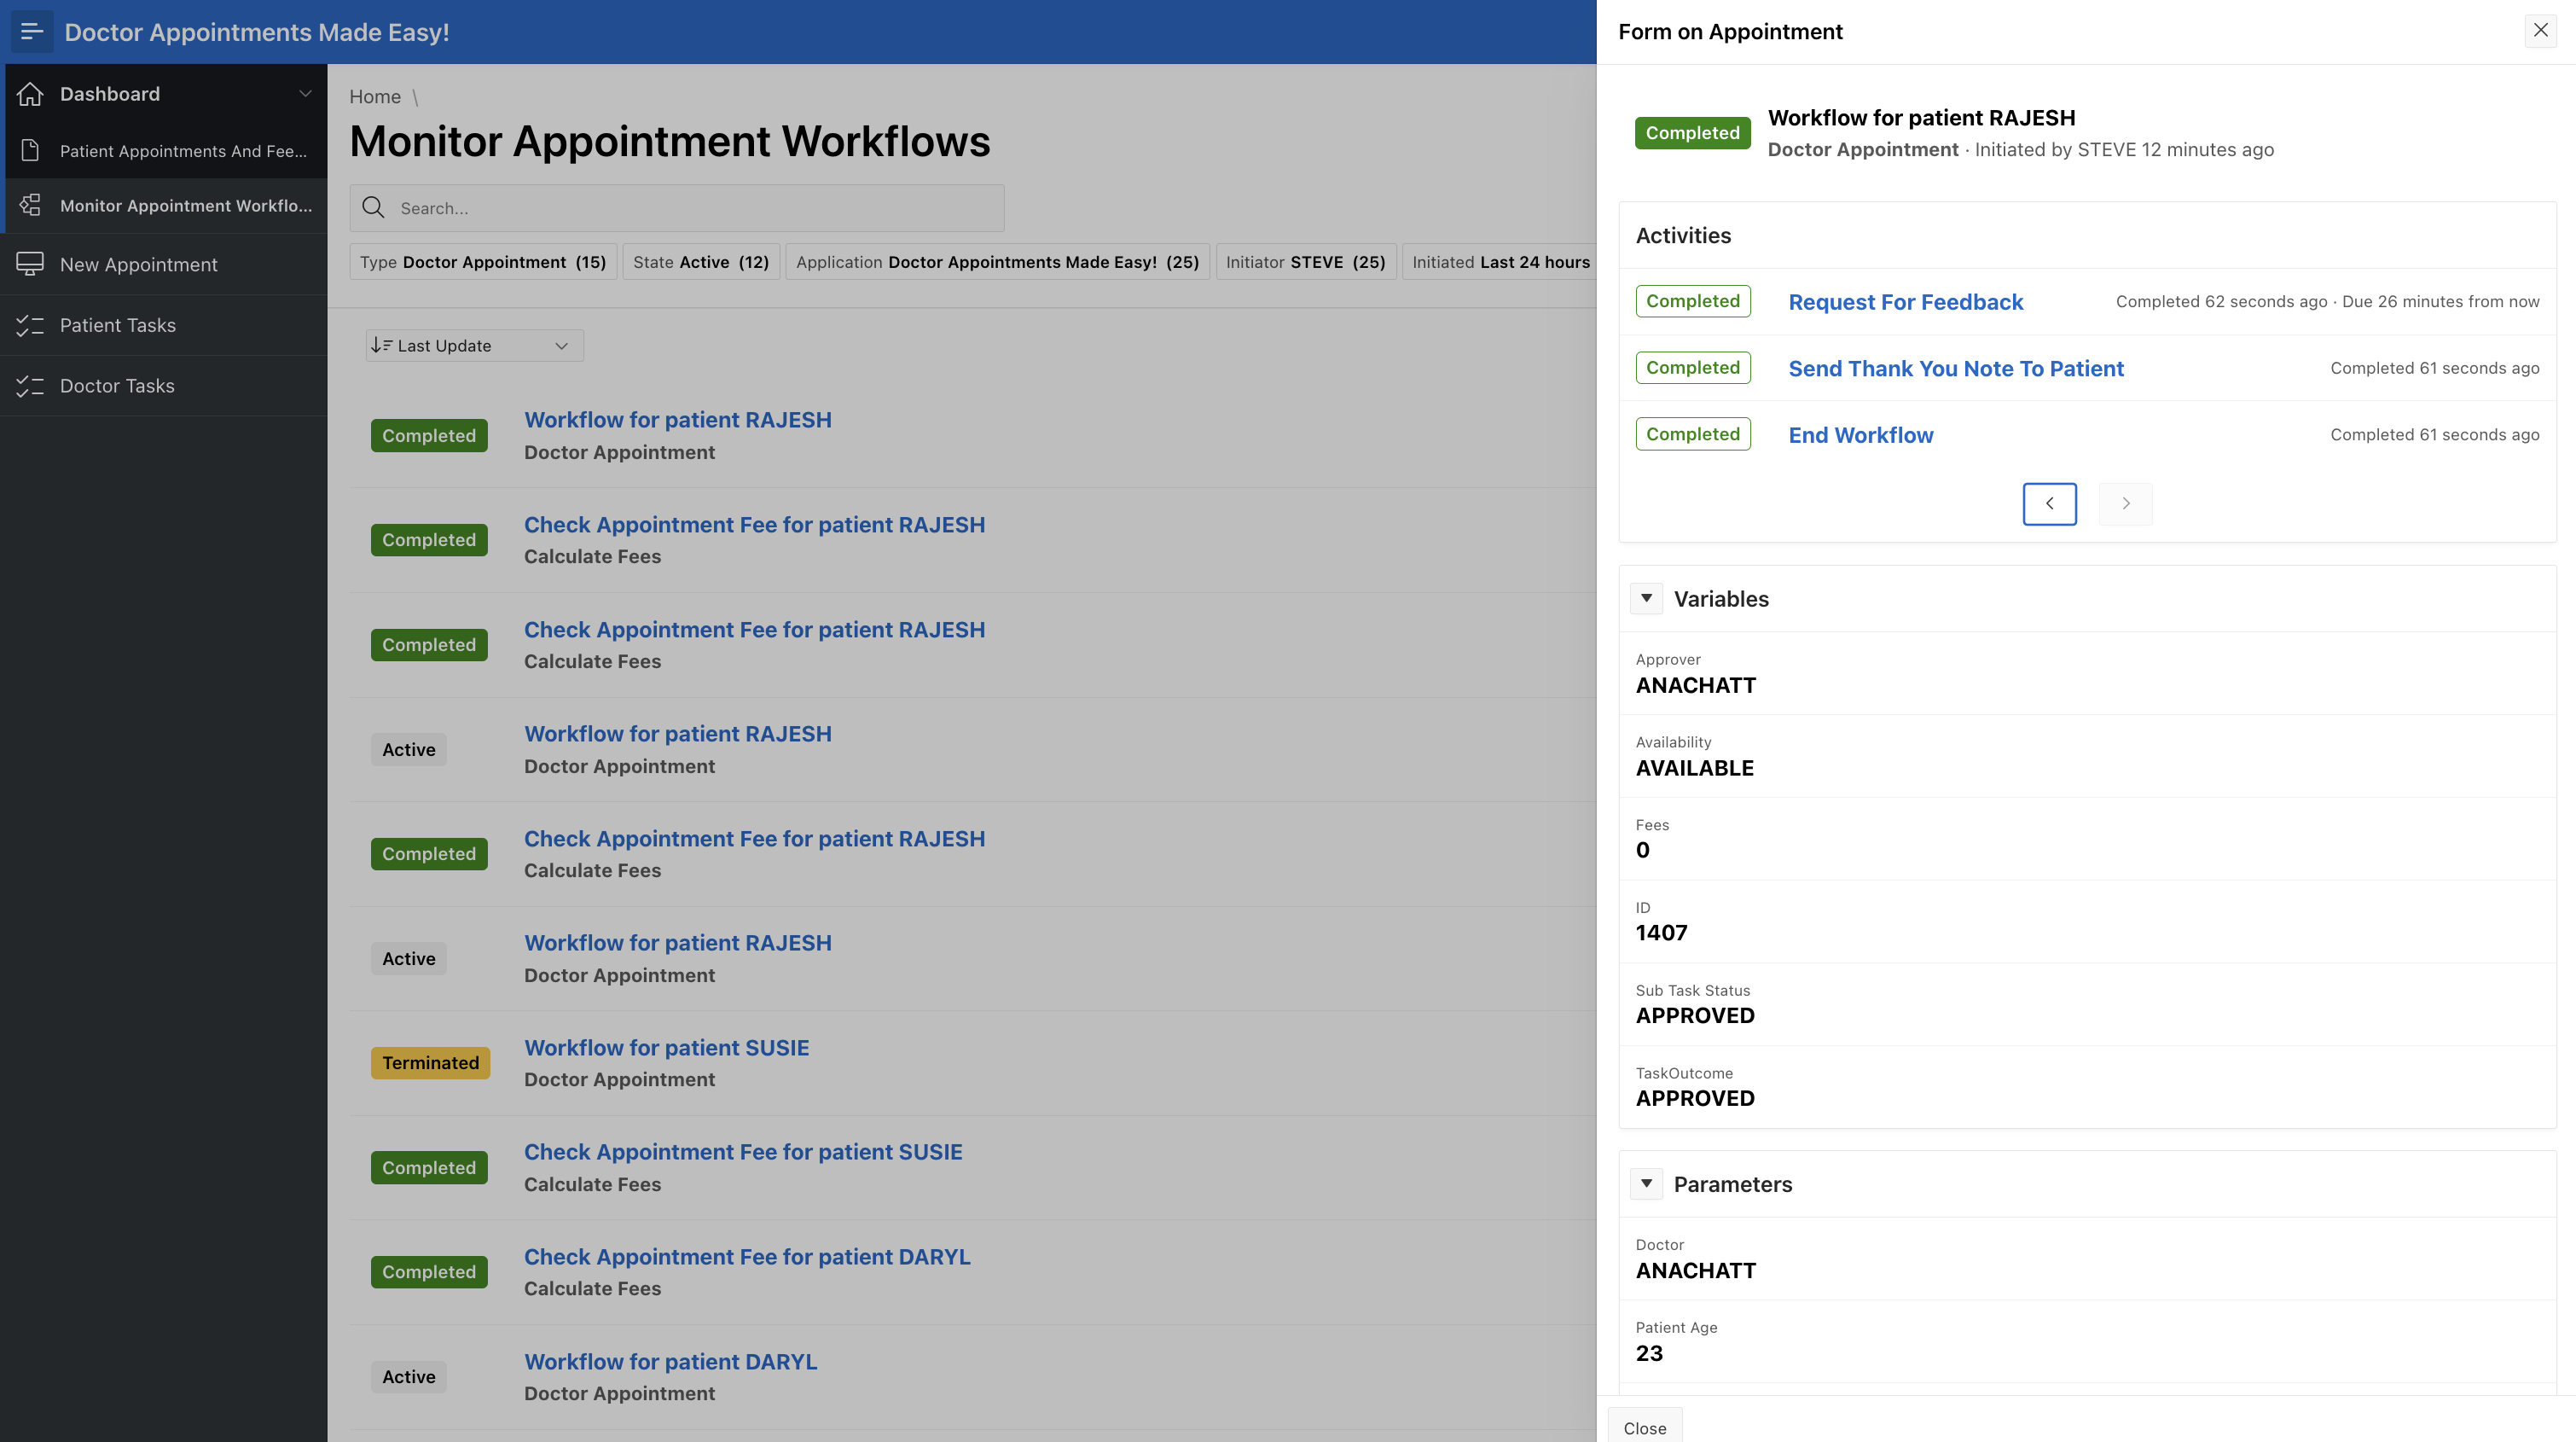 Doctor Appointments Made Easy!
Dashboard
Patient Appointments And Fee...
Monitor Appointment Workflo...
New Appointment
Patient Tasks
Doctor Tasks
Home \
Monitor Appointment Workflows
Search...
Type Doctor Appointment (15)
State Active (12)
Application Doctor Appointments Made Easy! (25)
Initiator STEVE (25)
Initiated Last 24 hours
Last Update
Completed
Workflow for patient RAJESH
Doctor Appointment
Completed
Check Appointment Fee for patient RAJESH
Calculate Fees
Completed
Check Appointment Fee for patient RAJESH
Calculate Fees
Active
Workflow for patient RAJESH
Doctor Appointment
Completed
Check Appointment Fee for patient RAJESH
Calculate Fees
Active
Workflow for patient RAJESH
Doctor Appointment
Terminated
Workflow for patient SUSIE
Doctor Appointment
Completed
Check Appointment Fee for patient SUSIE
Calculate Fees
Completed
Check Appointment Fee for patient DARYL
Calculate Fees
Active
Workflow for patient DARYL
Doctor Appointment
Form on Appointment
Completed
Workflow for patient RAJESH
Doctor Appointment · Initiated by STEVE 12 minutes ago
Activities
Completed Request For Feedback Completed 62 seconds ago · Due 26 minutes from now
Completed Send Thank You Note To Patient Completed 61 seconds ago
Completed End Workflow Completed 61 seconds ago
Variables
Approver
ANACHATT
Availability
AVAILABLE
Fees
0
ID
1407
Sub Task Status
APPROVED
TaskOutcome
APPROVED
Parameters
Doctor
ANACHATT
Patient Age
23
Close